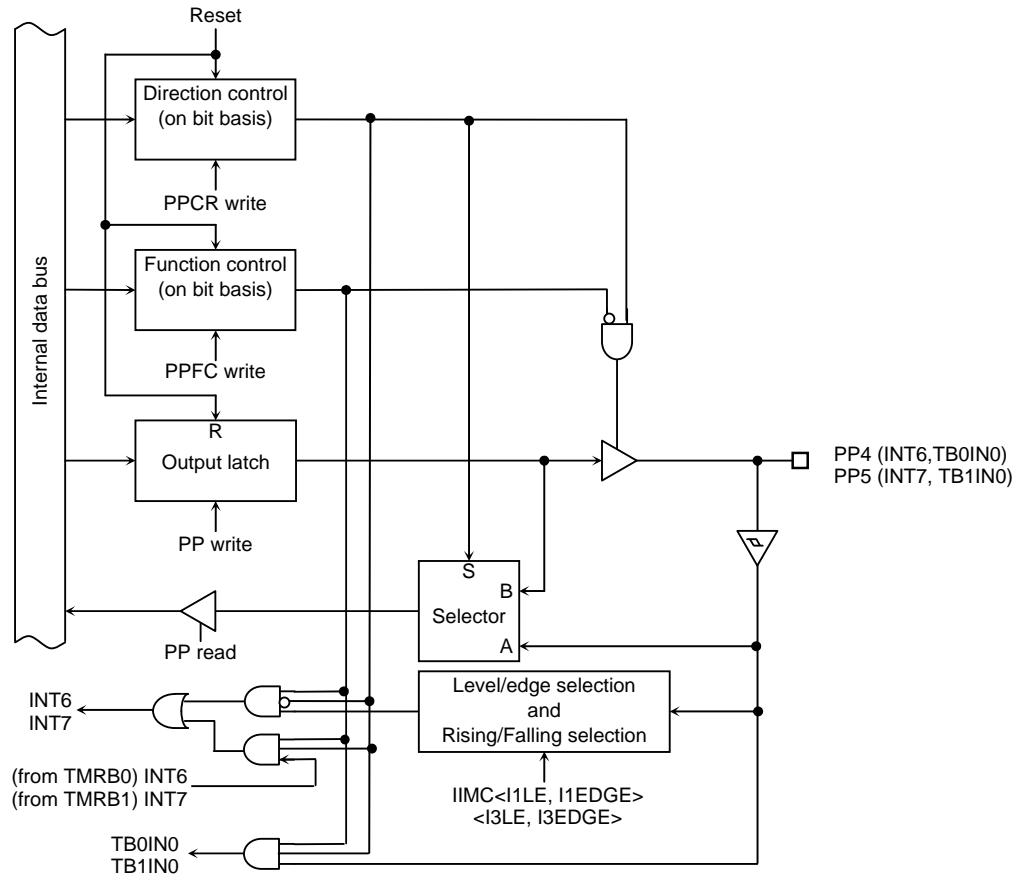 Reset
Direction control
(on bit basis)
PPCR write
Function control
(on bit basis)
PPFC write
Internal data bus
R
Output latch
PP write
PP4 (INT6,TB0IN0)
PP5 (INT7, TB1IN0)
S
B
Selector
A
PP read
Level/edge selection
and
Rising/Falling selection
INT6
INT7
(from TMRB0) INT6
(from TMRB1) INT7
IIMC<I1LE, I1EDGE>
<I3LE, I3EDGE>
TB0IN0
TB1IN0